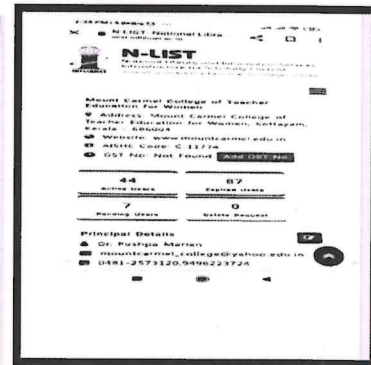 N-LIST: National Libra
N-LIST
Mount Carmel College of Teacher
Education for Women
Address: Mount Carmel College of
Teacher Education for Women, Kottayam,
Kerala - 686004
Website: www.mountcarmel.edu.in
AISHE Code: C-11774
GST No: Not Found Add GST No
44 87
Active Users Expired Users
7 0
Pending Users Delete Request
Principal Details
Dr. Pushpa Marian
mountcarmel_college@yahoo.edu.in
0481-2573120,9496223724